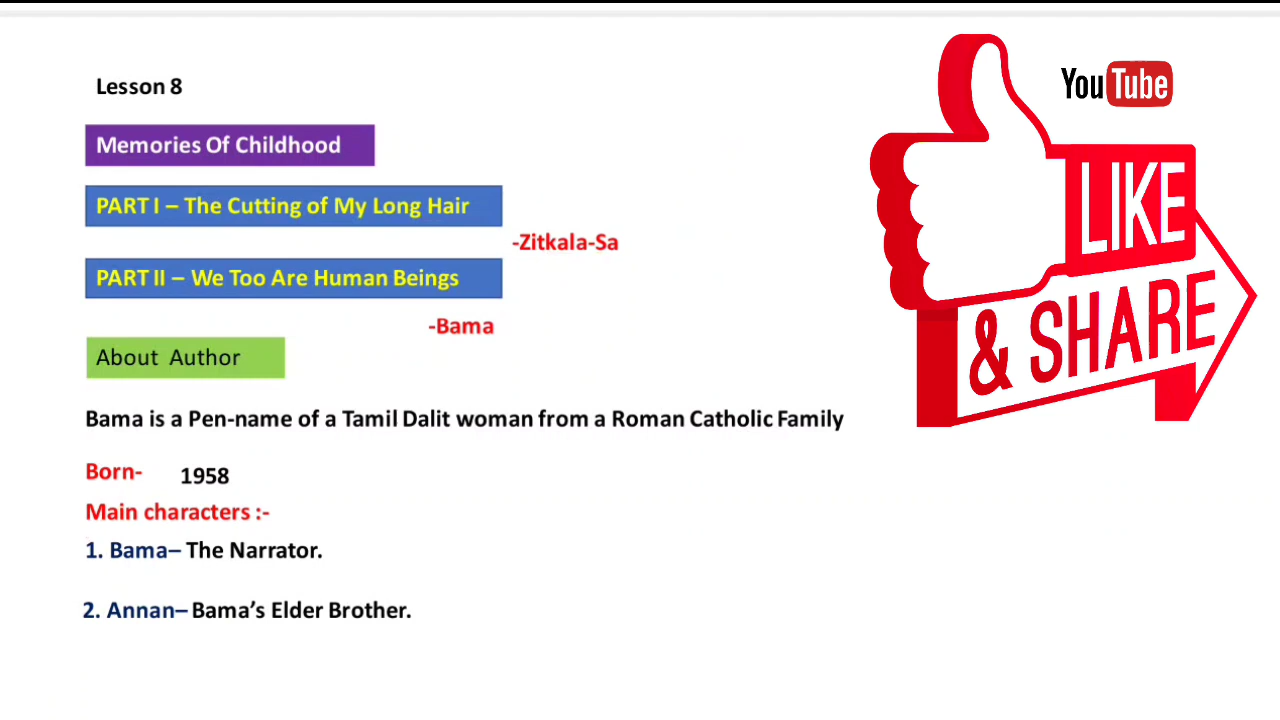 Lesson 8
Memories Of Childhood
PART I – The Cutting of My Long Hair
-Zitkala-Sa
PART II – We Too Are Human Beings
-Bama
About Author
Bama is a Pen-name of a Tamil Dalit woman from a Roman Catholic Family
Born- 1958
Main characters :-
1. Bama– The Narrator.
2. Annan– Bama’s Elder Brother.
YouTube
LIKE
& SHARE